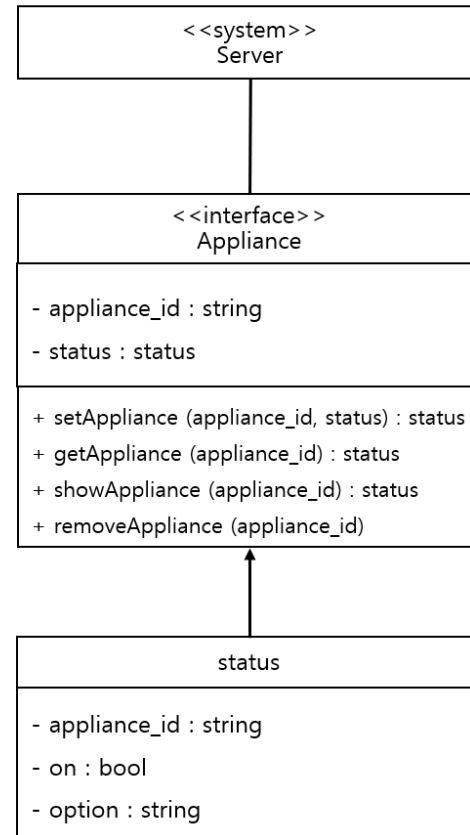 <<system>>
Server
<<interface>>
Appliance
- appliance_id : string
- status : status
+ setAppliance (appliance_id, status) : status
+ getAppliance (appliance_id) : status
+ showAppliance (appliance_id) : status
+ removeAppliance (appliance_id)
status
- appliance_id : string
- on : bool
- option : string